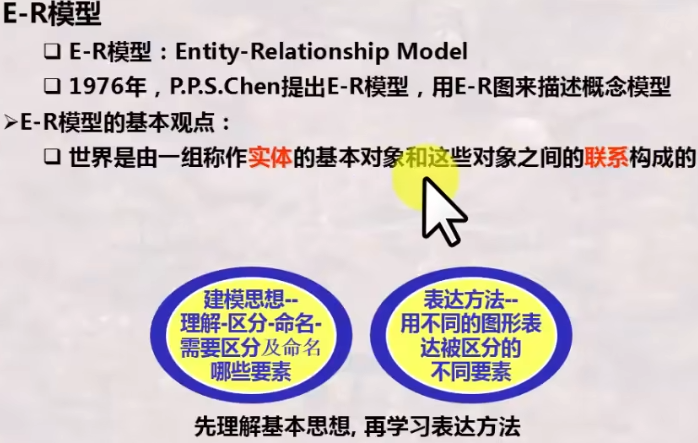 E-R模型
❑ E-R模型：Entity-Relationship Model
❑ 1976年，P.P.S.Chen提出E-R模型，用E-R图来描述概念模型
➢E-R模型的基本观点：
❑ 世界是由一组称作实体的基本对象和这些对象之间的联系构成的
建模思想--
理解-区分-命名-
需要区分及命名
哪些要素
表达方法--
用不同的图形表
达被区分的
不同要素
先理解基本思想, 再学习表达方法